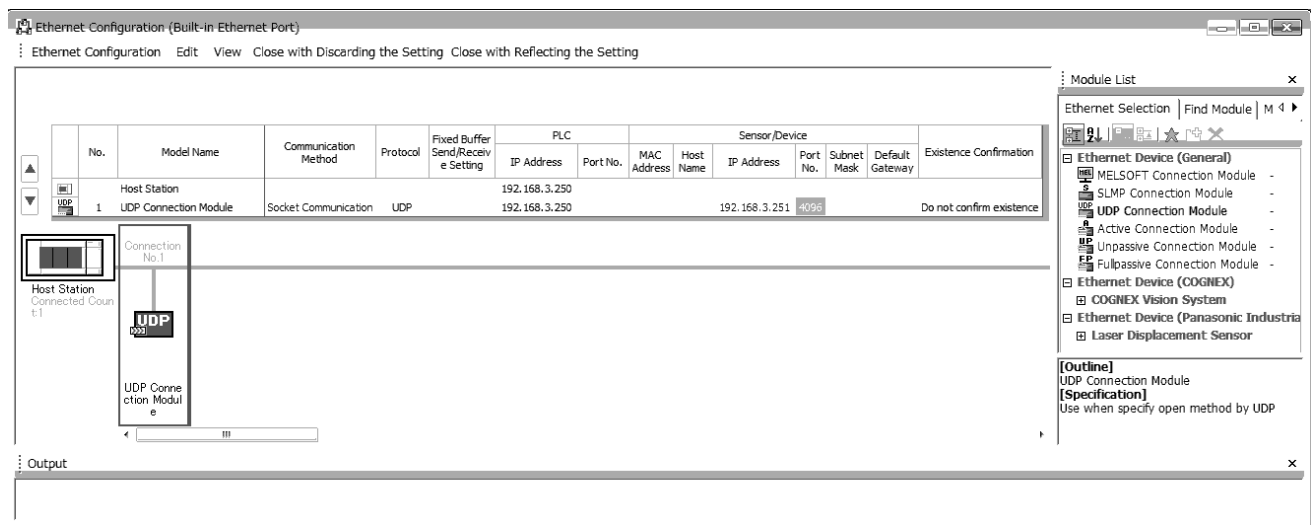 Ethernet Configuration (Built-in Ethernet Port)
Ethernet Configuration Edit View Close with Discarding the Setting Close with Reflecting the Setting
Module List
Ethernet Selection Find Module M
No. Model Name Communication Method Protocol Fixed Buffer Send/Receive Setting PLC Sensor/Device Existence Confirmation
IP Address Port No. MAC Address Host Name IP Address Port No. Subnet Mask Default Gateway
Host Station 192.168.3.250
UDP 1 UDP Connection Module Socket Communication UDP 192.168.3.250 192.168.3.251 4096 Do not confirm existence
Connection
No.1
Host Station
Connected Coun
t:1
UDP
UDP Conne
ction Modul
e
Ethernet Device (General)
MELSOFT Connection Module -
SLMP Connection Module -
UDP Connection Module -
Active Connection Module -
Unpassive Connection Module -
Fullpassive Connection Module -
Ethernet Device (COGNEX)
COGNEX Vision System
Ethernet Device (Panasonic Industria
Laser Displacement Sensor
[Outline]
UDP Connection Module
[Specification]
Use when specify open method by UDP
Output